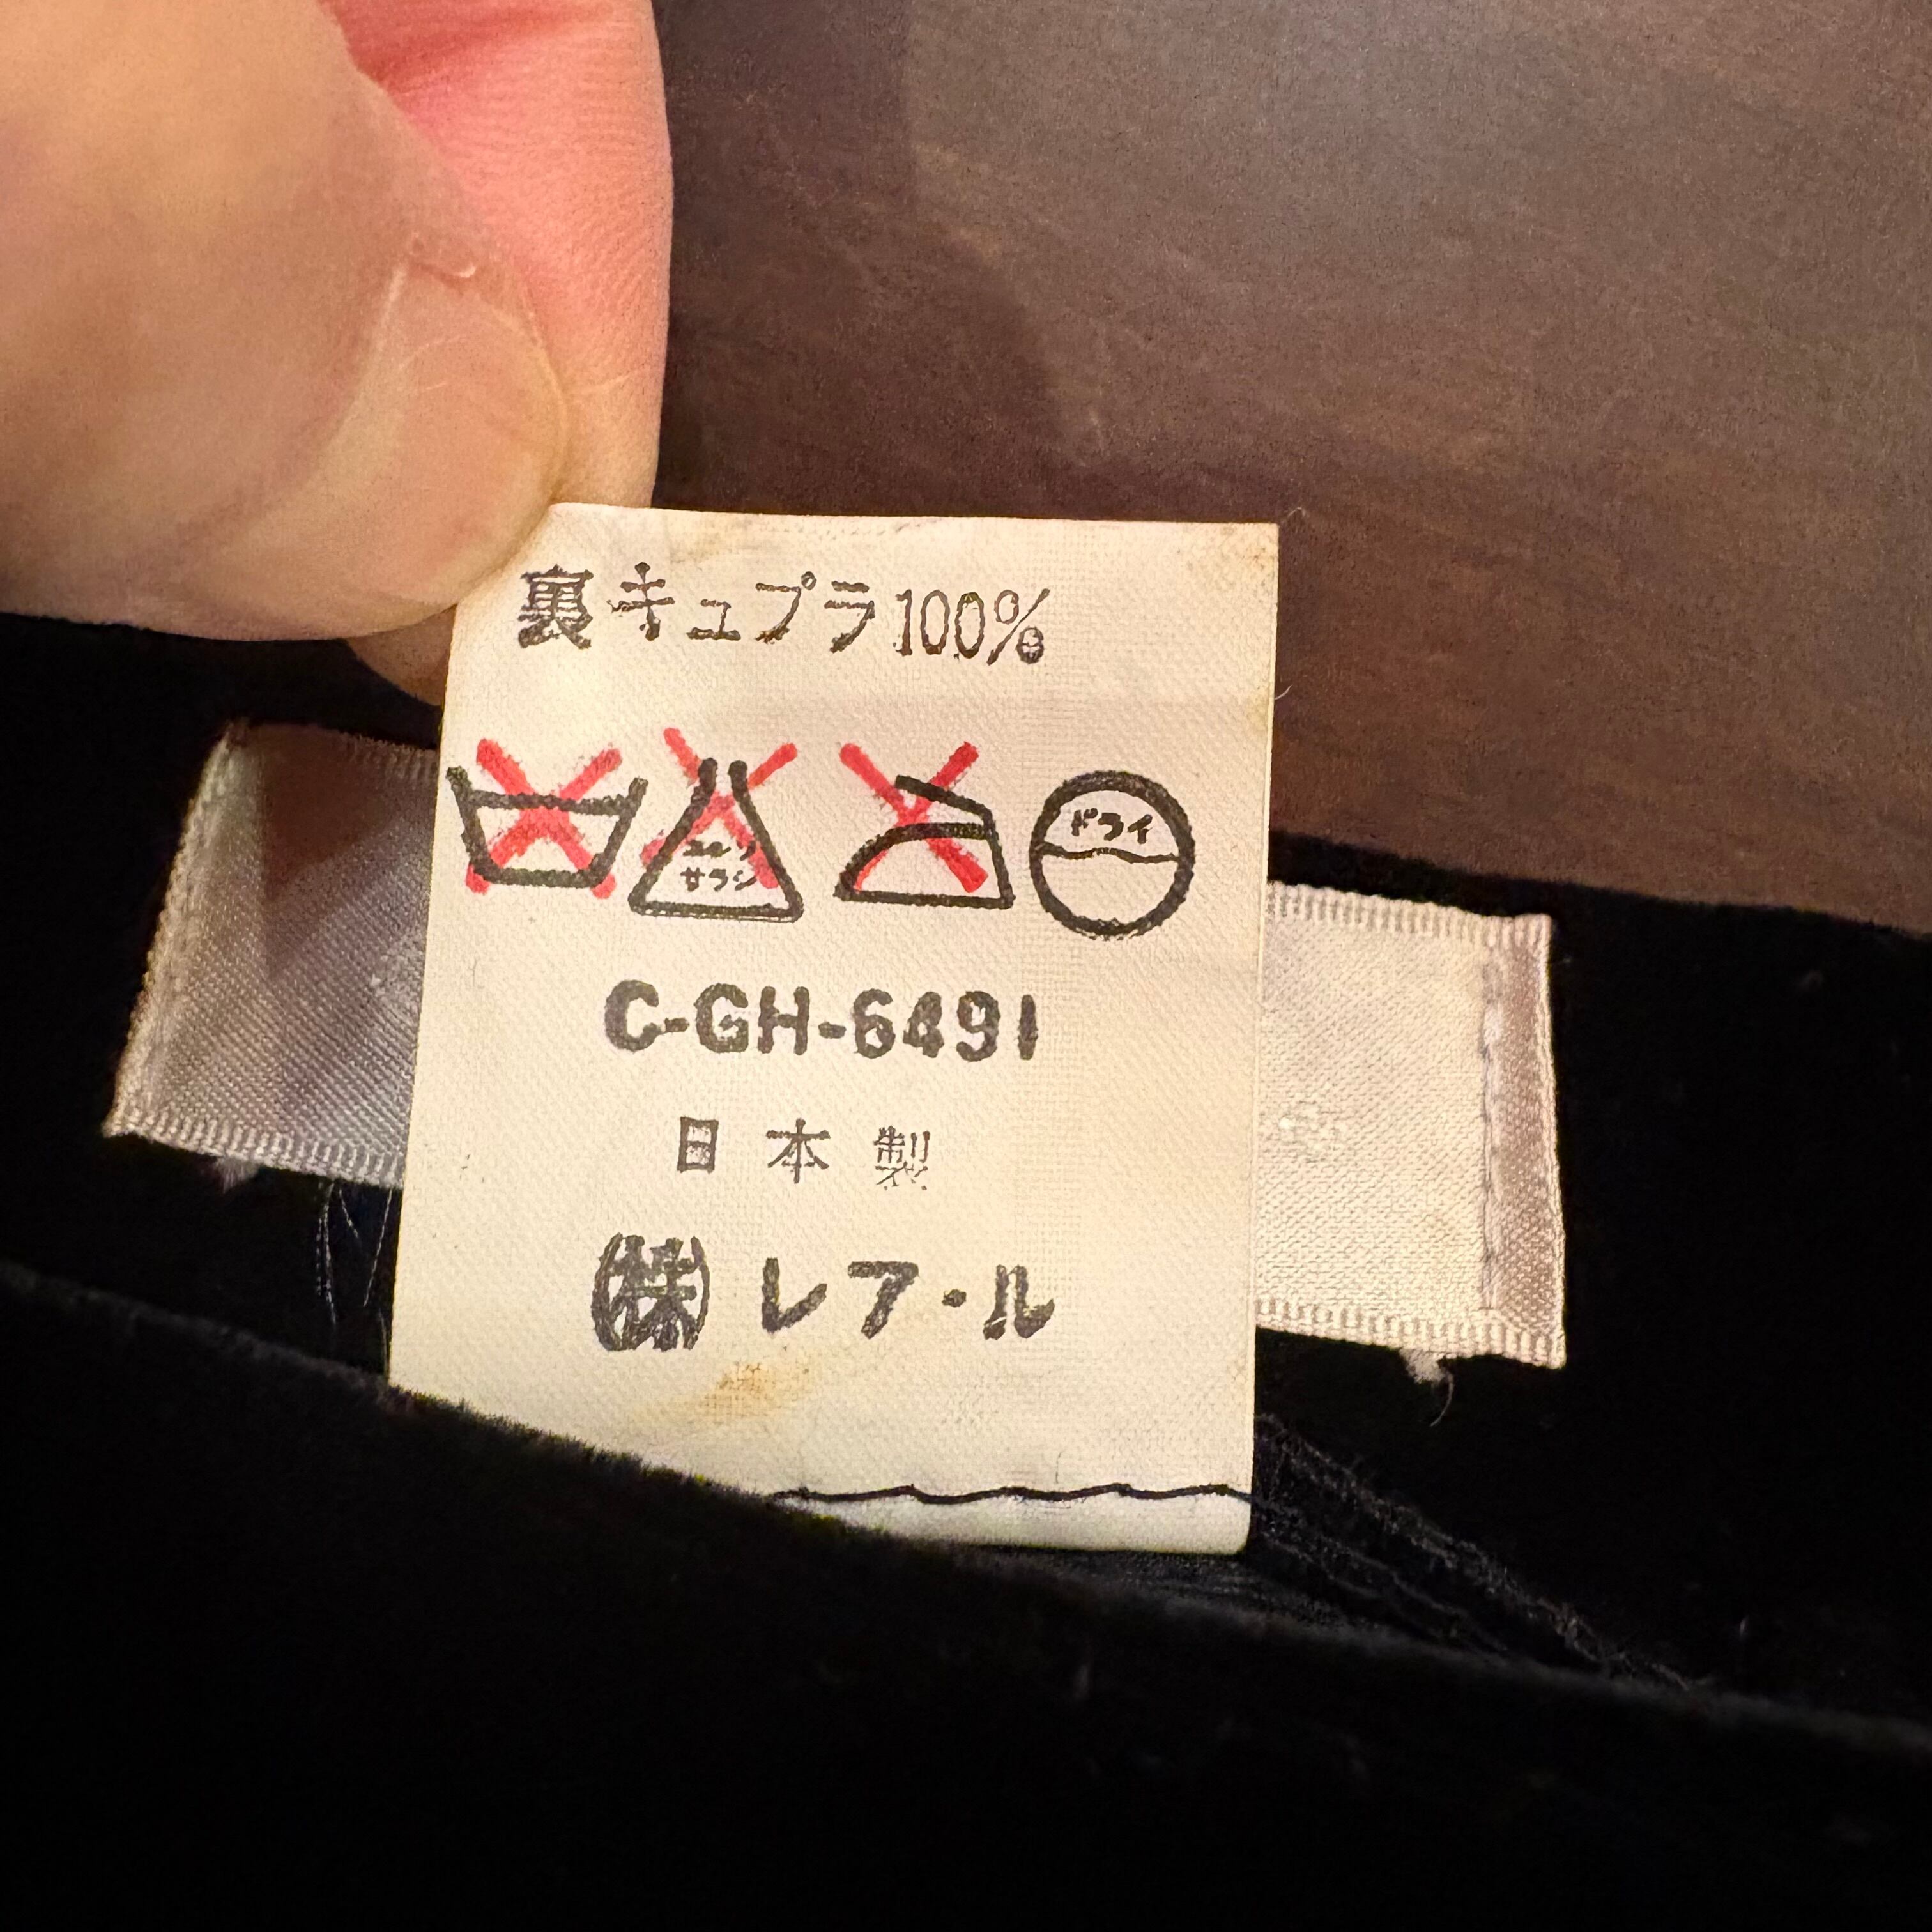 裏キュプラ100%
エンソ
サラシ
ドライ
C-GH-6491
日本製
㈱レア・ル